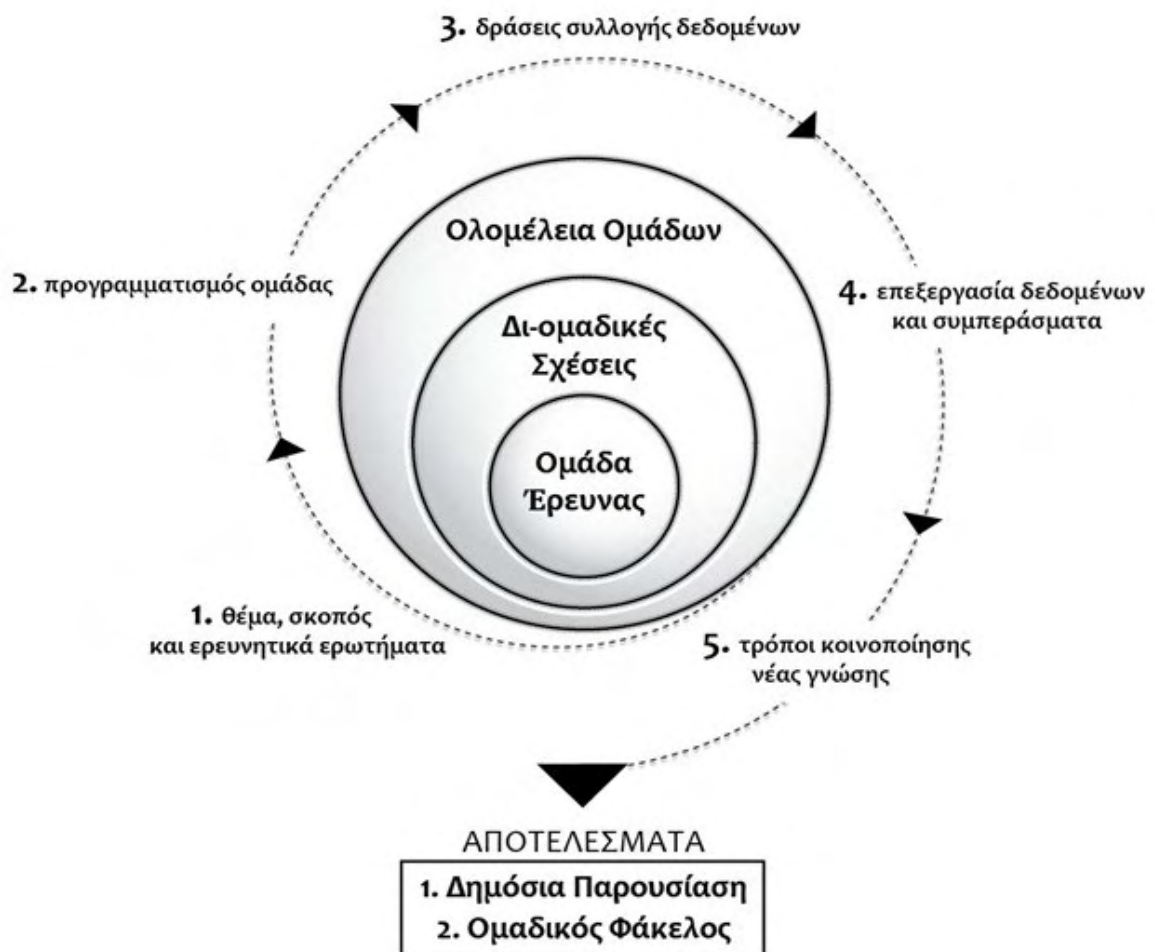 3. δράσεις συλλογής δεδομένων
Ολομέλεια Ομάδων
2. προγραμματισμός ομάδας
4. επεξεργασία δεδομένων
και συμπεράσματα
Δι-ομαδικές
Σχέσεις
Ομάδα
Έρευνας
1. θέμα, σκοπός
και ερευνητικά ερωτήματα
5. τρόποι κοινοποίησης
νέας γνώσης
ΑΠΟΤΕΛΕΣΜΑΤΑ
1. Δημόσια Παρουσίαση
2. Ομαδικός Φάκελος